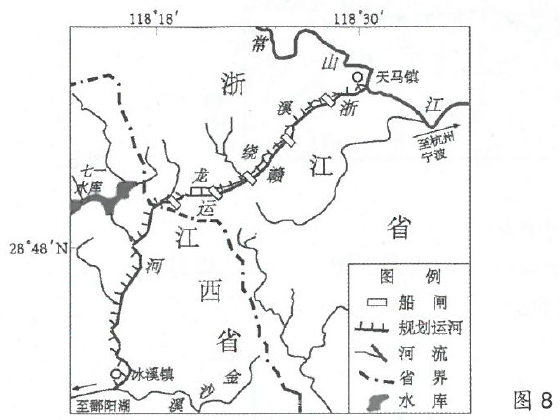 118°18′ 118°30′
常
山
天马镇
浙
溪
浙
江
至杭州
宁波
七一
水库
绕
龙
赣
江
运
江
省
28°48′N
西
河
省
冰溪镇
金
沙
溪
至鄱阳湖
图 例
船 闸
规划运河
河 流
省 界
水 库
图 8